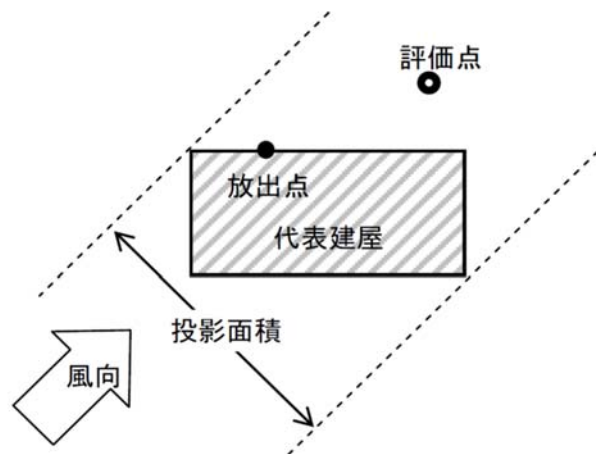 評価点
放出点
代表建屋
投影面積
風向